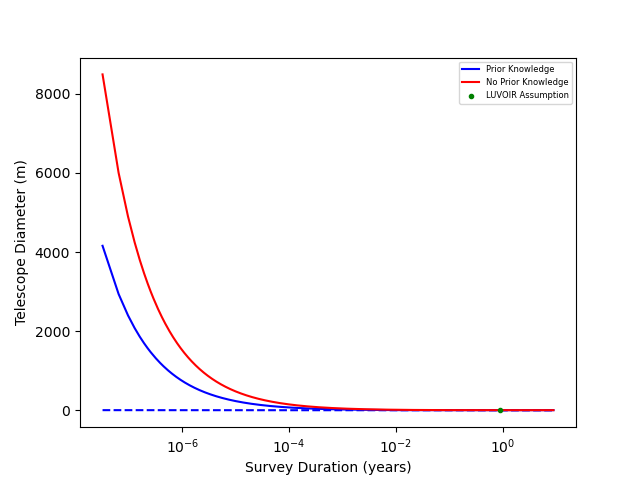 Prior Knowledge
No Prior Knowledge
LUVOIR Assumption
8000
6000
4000
2000
0
Telescope Diameter (m)
10⁻⁶
10⁻⁴
10⁻²
10⁰
Survey Duration (years)